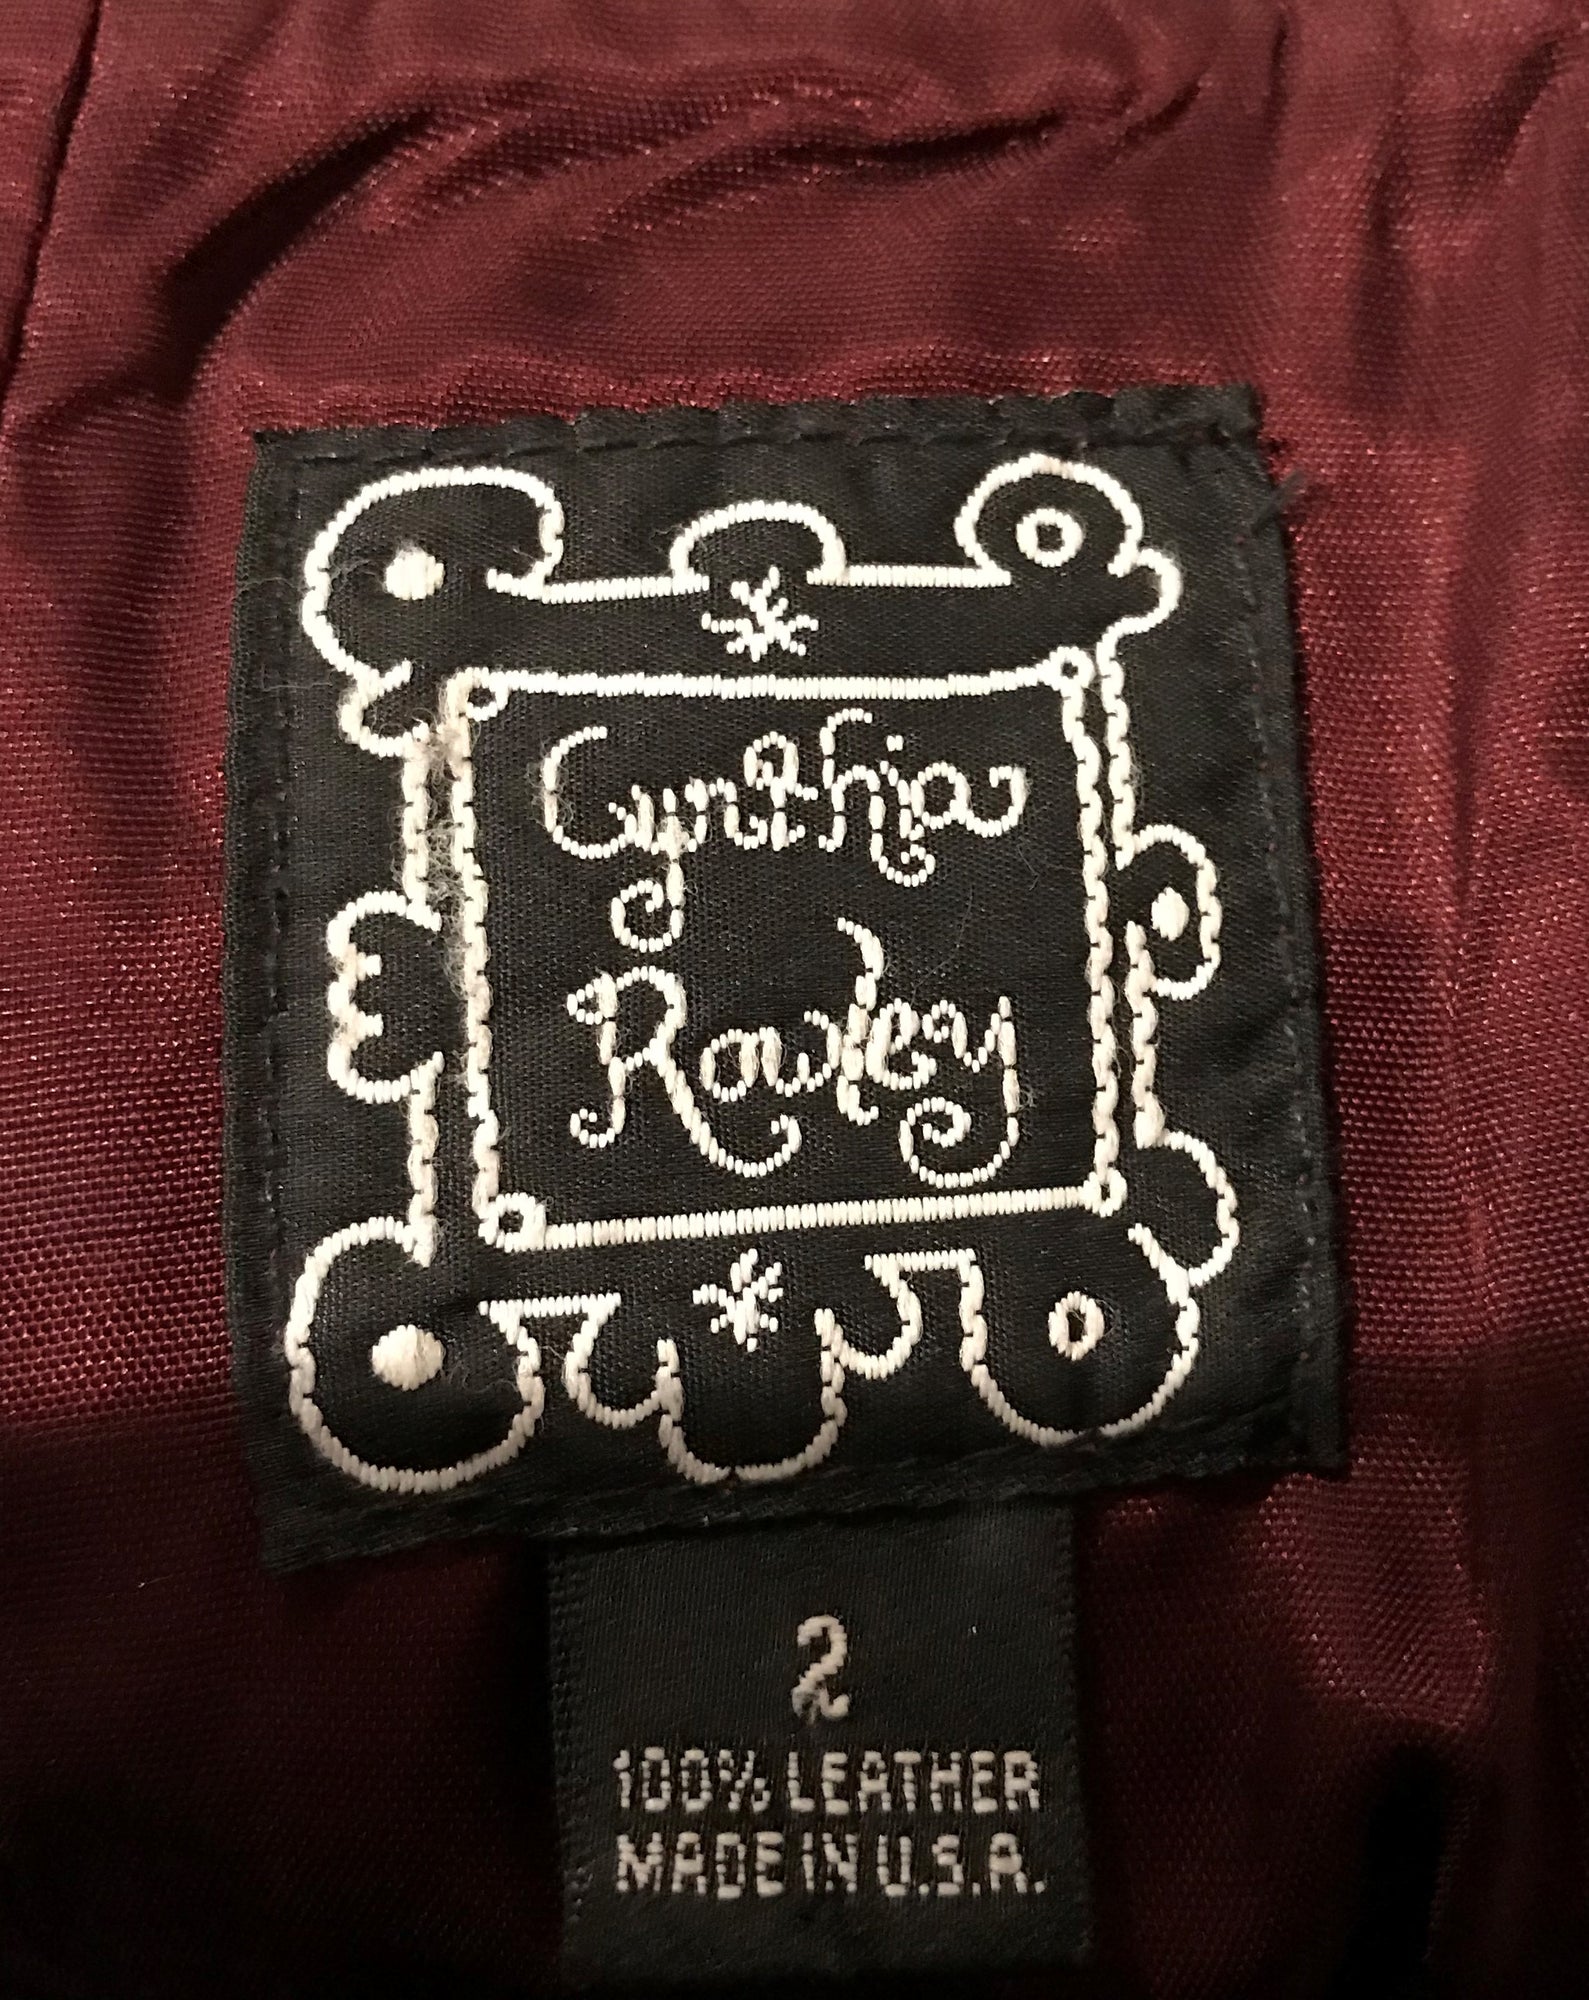 Cynthia
Rowley
2
100% LEATHER
MADE IN U.S.A.